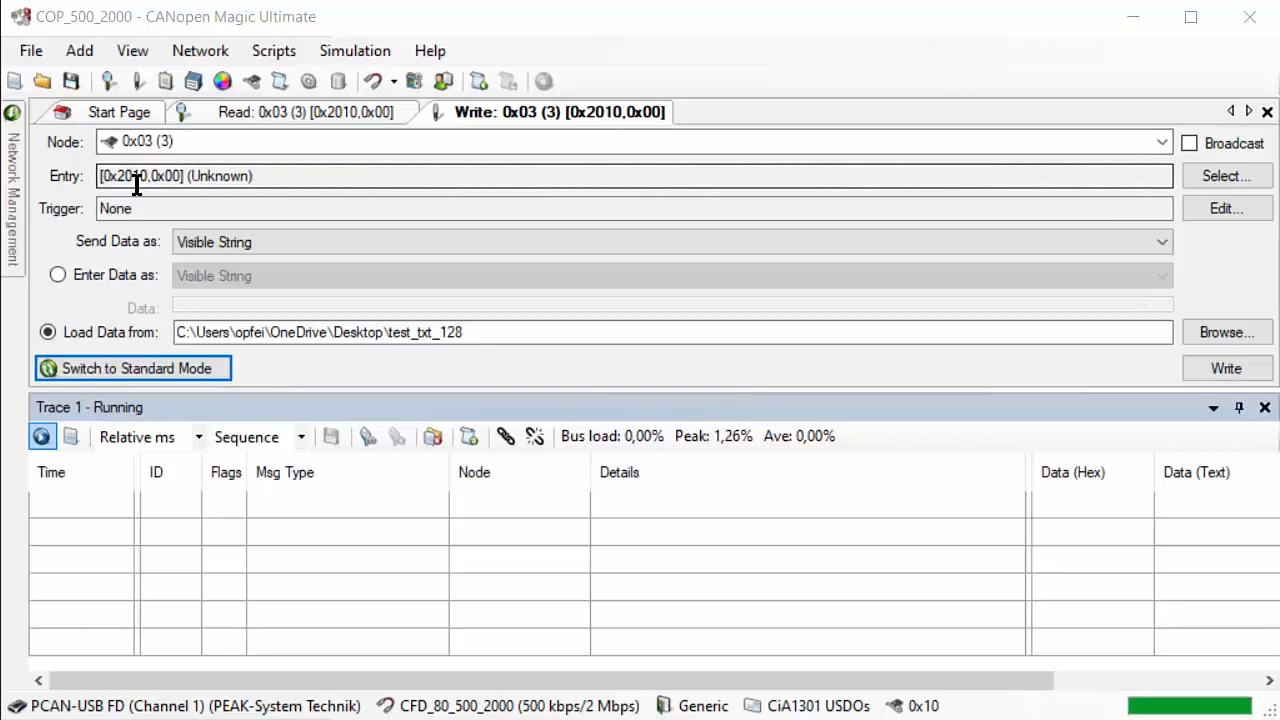 COP_500_2000 - CANopen Magic Ultimate
File Add View Network Scripts Simulation Help
Start Page Read: 0x03 (3) [0x2010,0x00] Write: 0x03 (3) [0x2010,0x00]
Network Management
Node: 0x03 (3) Broadcast
Entry: [0x2010,0x00] (Unknown) Select...
Trigger: None Edit...
Send Data as: Visible String
Enter Data as: Visible String
Data:
Load Data from: C:\Users\opfei\OneDrive\Desktop\test_txt_128 Browse...
Switch to Standard Mode Write
Trace 1 - Running
Relative ms Sequence Bus load: 0,00% Peak: 1,26% Ave: 0,00%
Time ID Flags Msg Type Node Details Data (Hex) Data (Text)
PCAN-USB FD (Channel 1) (PEAK-System Technik) CFD_80_500_2000 (500 kbps/2 Mbps) Generic CiA1301 USDOs 0x10